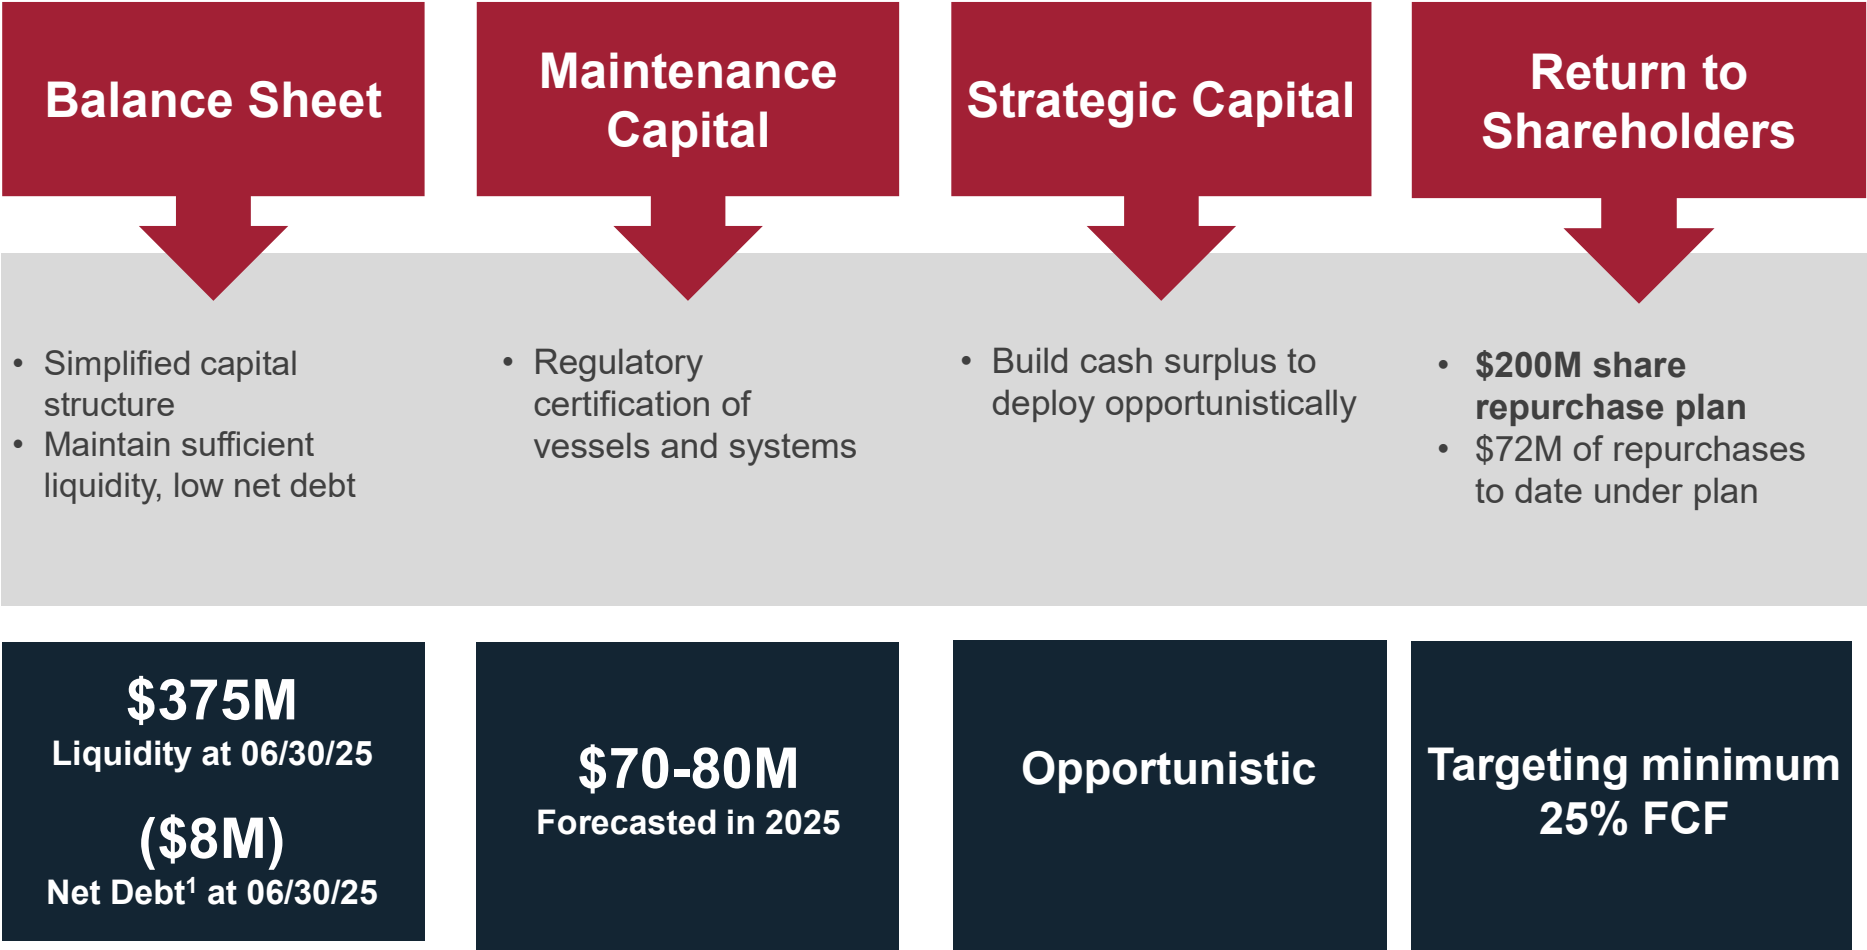 Balance Sheet
Maintenance
Capital
Strategic Capital
Return to
Shareholders
• Simplified capital
structure
• Maintain sufficient
liquidity, low net debt
• Regulatory
certification of
vessels and systems
• Build cash surplus to
deploy opportunistically
• $200M share
repurchase plan
• $72M of repurchases
to date under plan
$375M
Liquidity at 06/30/25
($8M)
Net Debt¹ at 06/30/25
$70-80M
Forecasted in 2025
Opportunistic
Targeting minimum
25% FCF